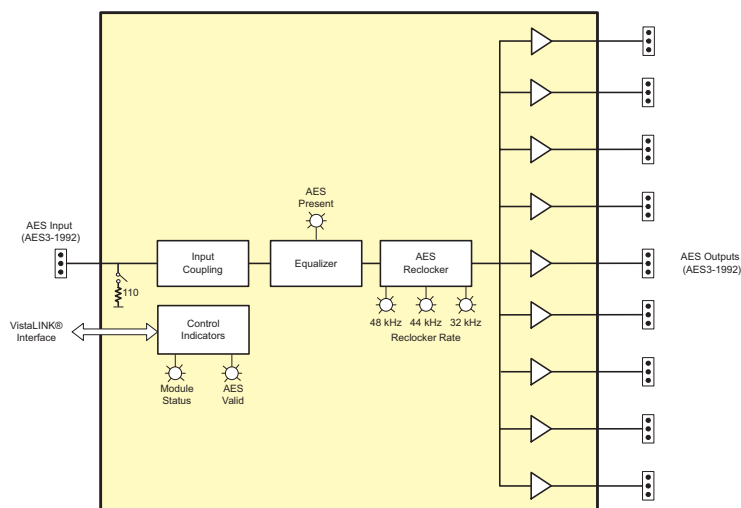 AES
Present
AES Input
(AES3-1992)
110
Input
Coupling
Equalizer
AES
Reclocker
AES Outputs
(AES3-1992)
48 kHz
44 kHz
32 kHz
Reclocker Rate
VistaLINK®
Interface
Control
Indicators
Module
Status
AES
Valid